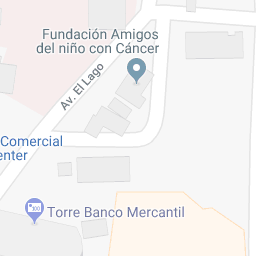 Fundación Amigos
del niño con Cáncer
Av. El Lago
Comercial
enter
Torre Banco Mercantil